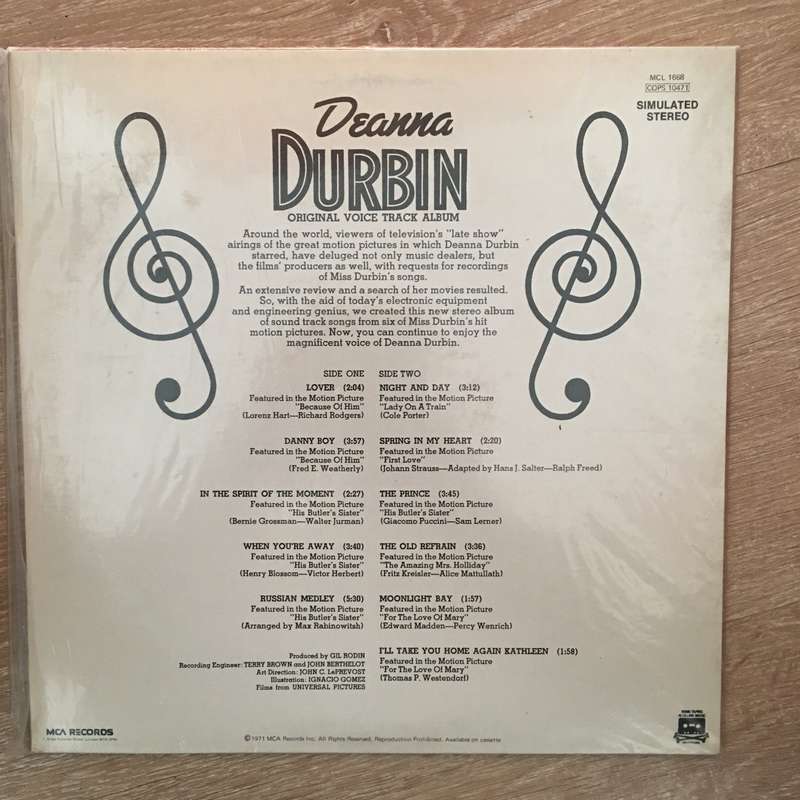 MCL 1668
COPS 10471
SIMULATED
STEREO
Deanna
DURBIN
ORIGINAL VOICE TRACK ALBUM
Around the world, viewers of television's "late show"
airings of the great motion pictures in which Deanna Durbin
starred, have deluged not only music dealers, but
the films' producers as well, with requests for recordings
of Miss Durbin's songs.
An extensive review and a search of her movies resulted.
So, with the aid of today's electronic equipment
and engineering genius, we created this new stereo album
of sound track songs from six of Miss Durbin's hit
motion pictures. Now, you can continue to enjoy the
magnificent voice of Deanna Durbin.
SIDE ONE
LOVER (2:04)
Featured in the Motion Picture
"Because Of Him"
(Lorenz Hart—Richard Rodgers)
DANNY BOY (3:57)
Featured in the Motion Picture
"Because Of Him"
(Fred E. Weatherly)
IN THE SPIRIT OF THE MOMENT (2:27)
Featured in the Motion Picture
"His Butler's Sister"
(Bernie Grossman—Walter Jurman)
WHEN YOU'RE AWAY (3:40)
Featured in the Motion Picture
"His Butler's Sister"
(Henry Blossom—Victor Herbert)
RUSSIAN MEDLEY (5:30)
Featured in the Motion Picture
"His Butler's Sister"
(Arranged by Max Rabinowitsh)
Produced by GIL RODIN
Recording Engineer: TERRY BROWN and JOHN BERTHELOT
Art Direction: JOHN C. LePREVOST
Illustration: IGNACIO GOMEZ
Films from UNIVERSAL PICTURES
SIDE TWO
NIGHT AND DAY (3:12)
Featured in the Motion Picture
"Lady On A Train"
(Cole Porter)
SPRING IN MY HEART (2:20)
Featured in the Motion Picture
"First Love"
(Johann Strauss—Adapted by Hans J. Salter—Ralph Freed)
THE PRINCE (3:45)
Featured in the Motion Picture
"His Butler's Sister"
(Giacomo Puccini—Sam Lerner)
THE OLD REFRAIN (3:36)
Featured in the Motion Picture
"The Amazing Mrs. Holliday"
(Fritz Kreisler—Alice Mattullath)
MOONLIGHT BAY (1:57)
Featured in the Motion Picture
"For The Love Of Mary"
(Edward Madden—Percy Wenrich)
I'LL TAKE YOU HOME AGAIN KATHLEEN (1:58)
Featured in the Motion Picture
"For The Love Of Mary"
(Thomas P. Westendorf)
MCA RECORDS
©1971 MCA Records Inc. All Rights Reserved, Reproduction Prohibited. Available on cassette